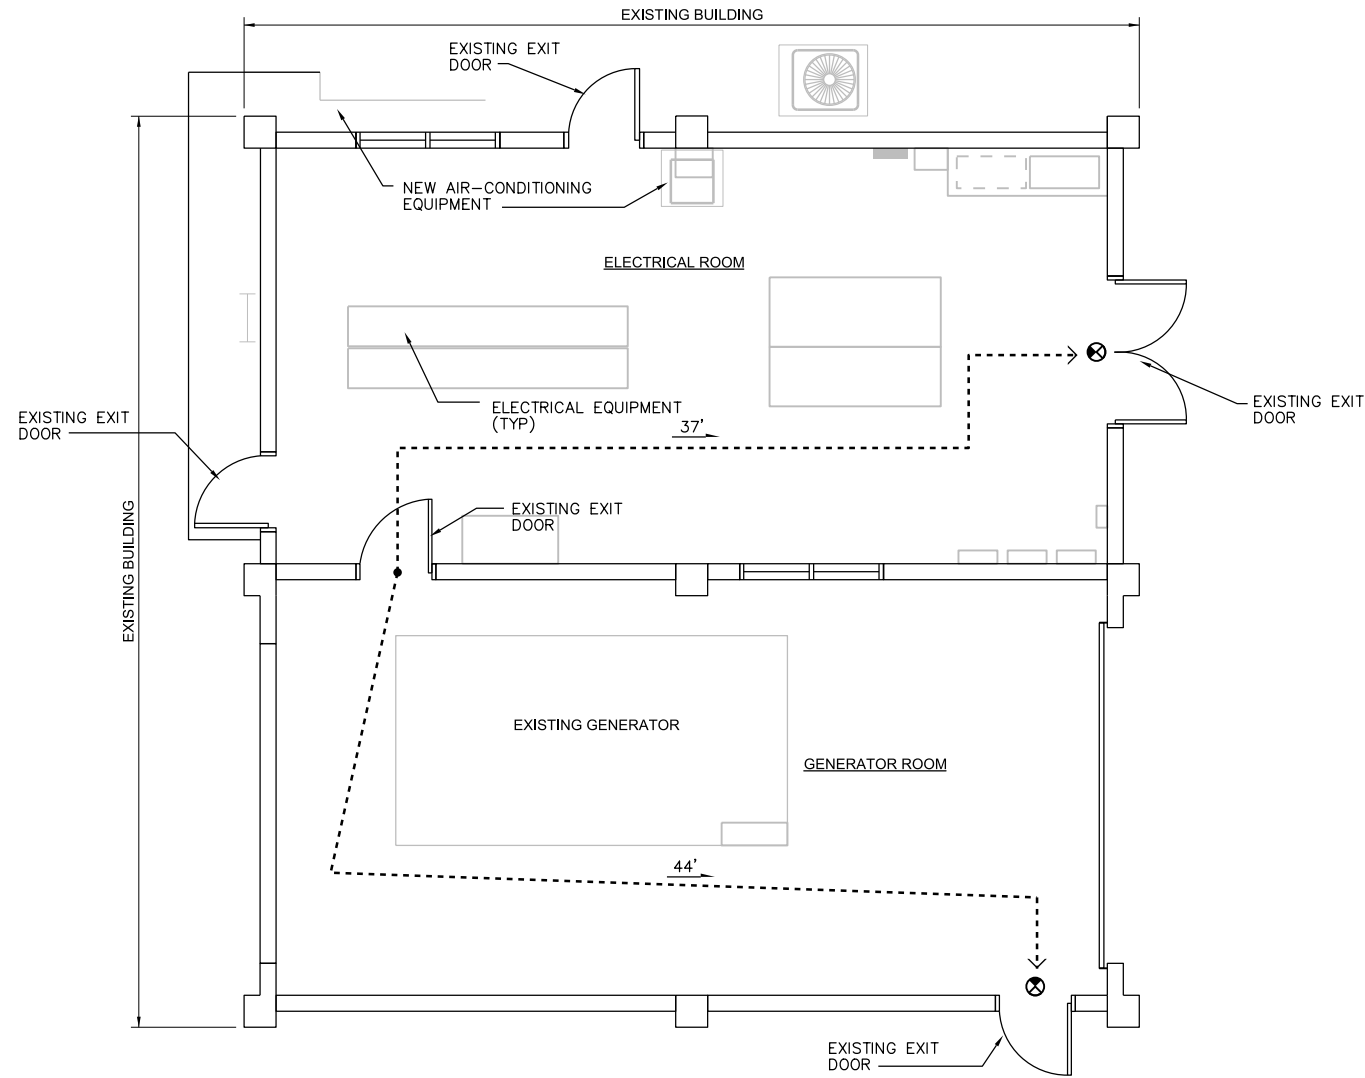 EXISTING BUILDING
EXISTING EXIT
DOOR
NEW AIR-CONDITIONING
EQUIPMENT
ELECTRICAL ROOM
ELECTRICAL EQUIPMENT
(TYP)
EXISTING EXIT
DOOR
EXISTING EXIT
DOOR
37'
EXISTING EXIT
DOOR
EXISTING BUILDING
EXISTING GENERATOR
GENERATOR ROOM
44'
EXISTING EXIT
DOOR